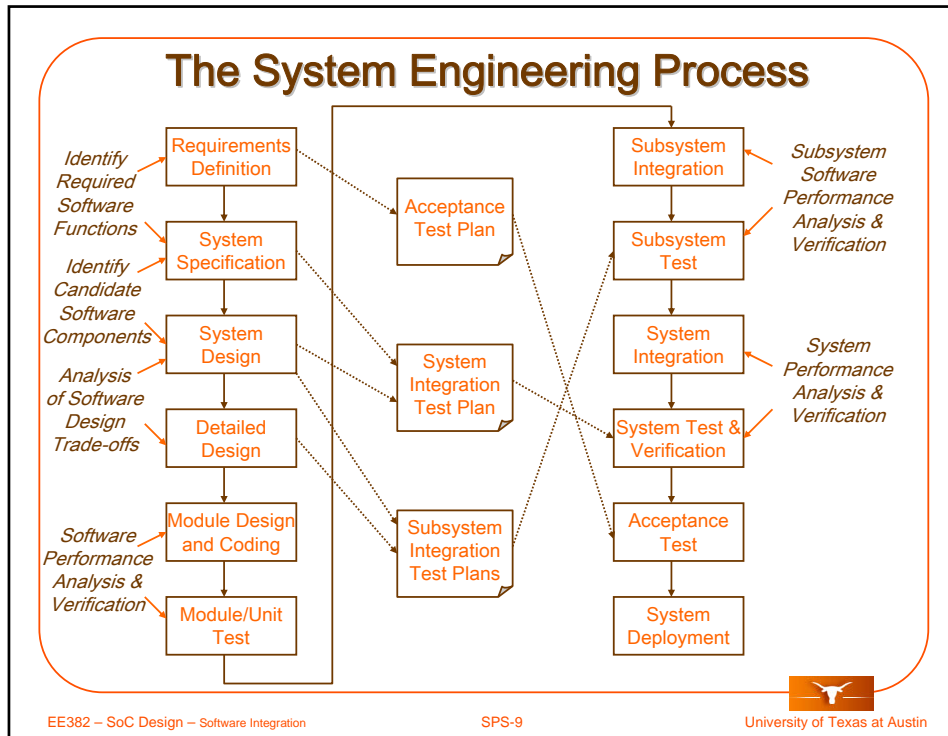 The System Engineering Process
Identify
Required
Software
Functions
Identify
Candidate
Software
Components
Analysis
of Software
Design
Trade-offs
Software
Performance
Analysis &
Verification
Requirements
Definition
System
Specification
System
Design
Detailed
Design
Module Design
and Coding
Module/Unit
Test
Acceptance
Test Plan
System
Integration
Test Plan
Subsystem
Integration
Test Plans
Subsystem
Integration
Subsystem
Test
System
Integration
System Test &
Verification
Acceptance
Test
System
Deployment
Subsystem
Software
Performance
Analysis &
Verification
System
Performance
Analysis &
Verification
EE382 – SoC Design – Software Integration
SPS-9
University of Texas at Austin